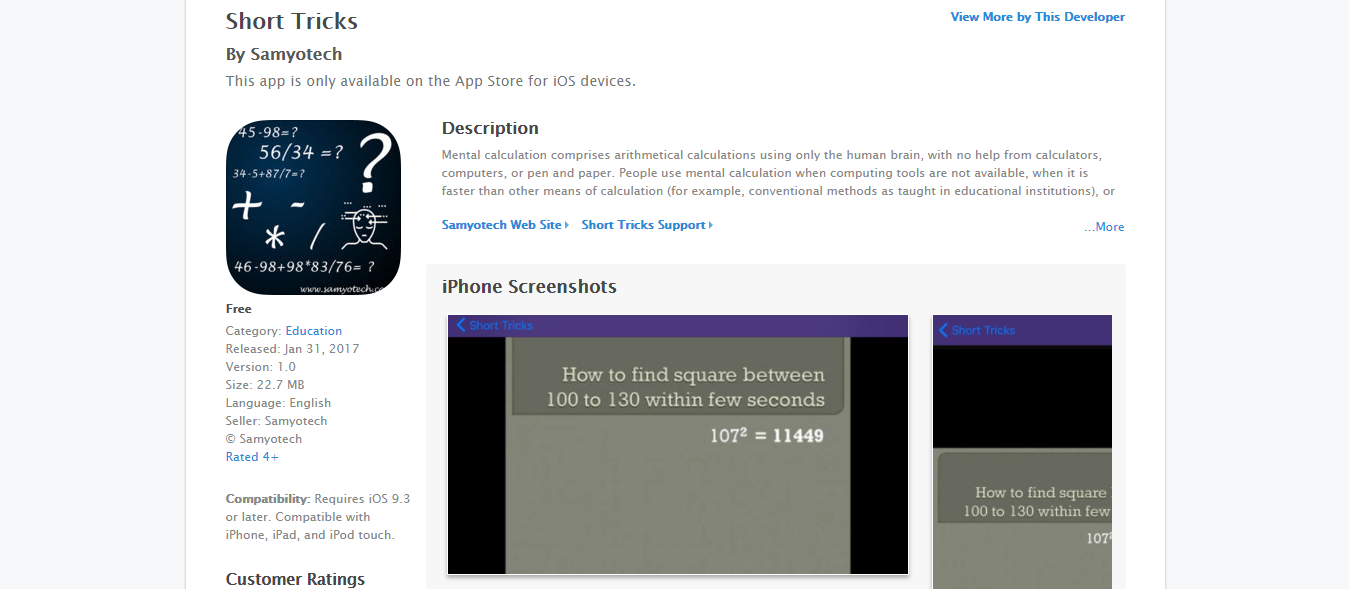 Short Tricks
View More by This Developer
By Samyotech
This app is only available on the App Store for iOS devices.
45-98=?
56/34 =?
34-5+87/7=?
?
+ -
* /
46-98+98*83/76= ?
www.samyotech.c
Free
Category: Education
Released: Jan 31, 2017
Version: 1.0
Size: 22.7 MB
Language: English
Seller: Samyotech
© Samyotech
Rated 4+
Compatibility: Requires iOS 9.3
or later. Compatible with
iPhone, iPad, and iPod touch.
Customer Ratings
Description
Mental calculation comprises arithmetical calculations using only the human brain, with no help from calculators,
computers, or pen and paper. People use mental calculation when computing tools are not available, when it is
faster than other means of calculation (for example, conventional methods as taught in educational institutions), or
Samyotech Web Site
Short Tricks Support
...More
iPhone Screenshots
Short Tricks
How to find square between
100 to 130 within few seconds
107² = 11449
Short Tricks
How to find square
100 to 130 within few
107²